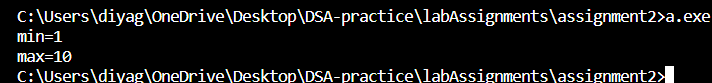 C:\Users\diyag\OneDrive\Desktop\DSA-practice\labAssignments\assignment2>a.exe
min=1
max=10
C:\Users\diyag\OneDrive\Desktop\DSA-practice\labAssignments\assignment2>